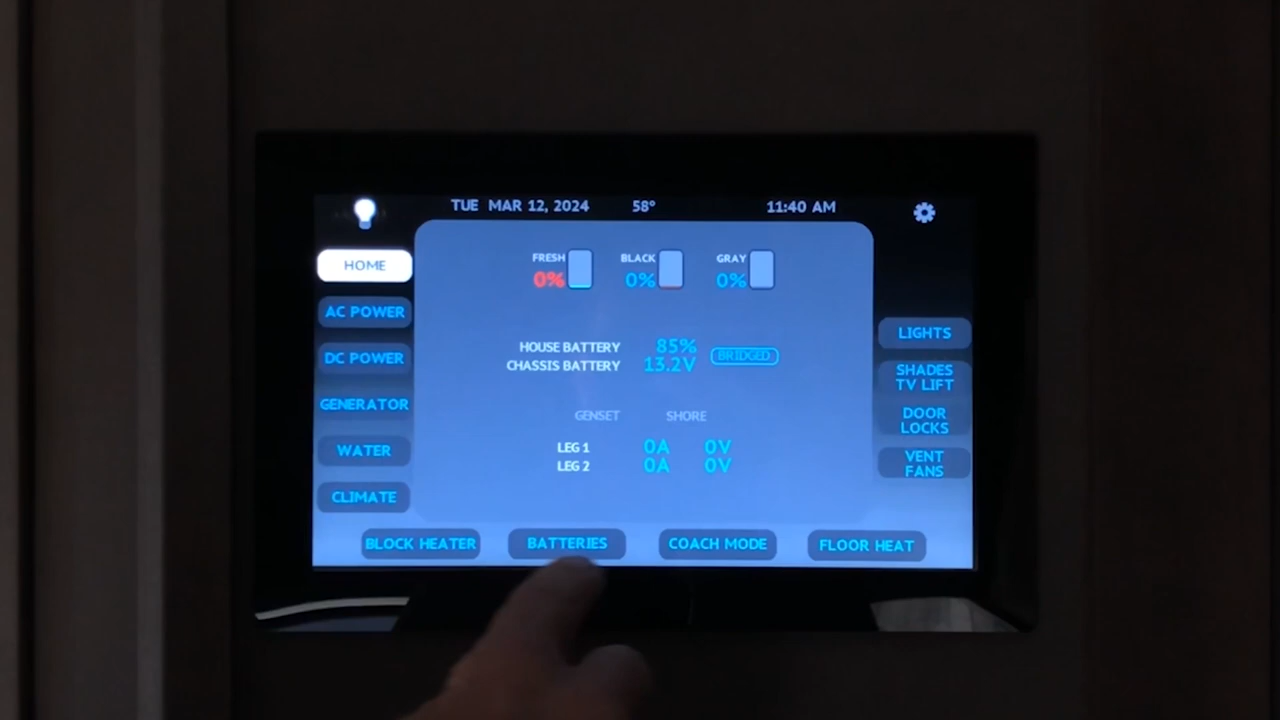 TUE MAR 12, 2024 58° 11:40 AM
HOME
AC POWER
DC POWER
GENERATOR
WATER
CLIMATE
FRESH 0%
BLACK 0%
GRAY 0%
HOUSE BATTERY 85%
CHASSIS BATTERY 13.2V
BRIDGED
GENSET SHORE
LEG 1 0A 0V
LEG 2 0A 0V
LIGHTS
SHADES
TV LIFT
DOOR
LOCKS
VENT
FANS
BLOCK HEATER BATTERIES COACH MODE FLOOR HEAT